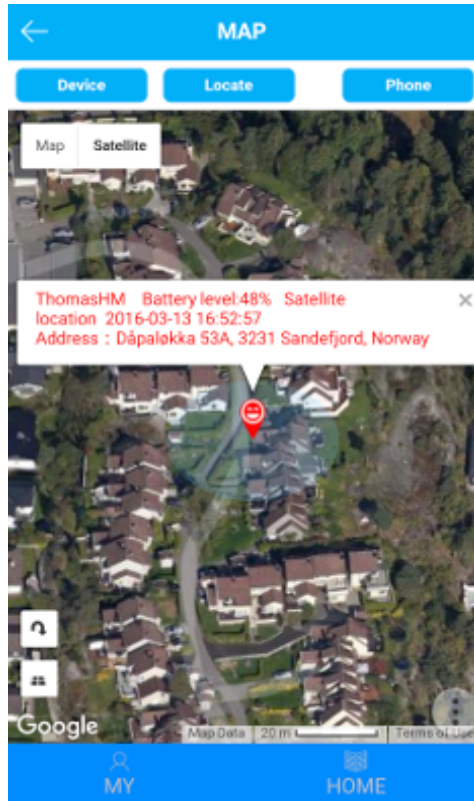 MAP
Device Locate Phone
Map Satellite
ThomasHM Battery level:48% Satellite
location 2016-03-13 16:52:57
Address : Dåpaløkka 53A, 3231 Sandefjord, Norway
Google
Map Data 20 m Terms of Use
MY HOME